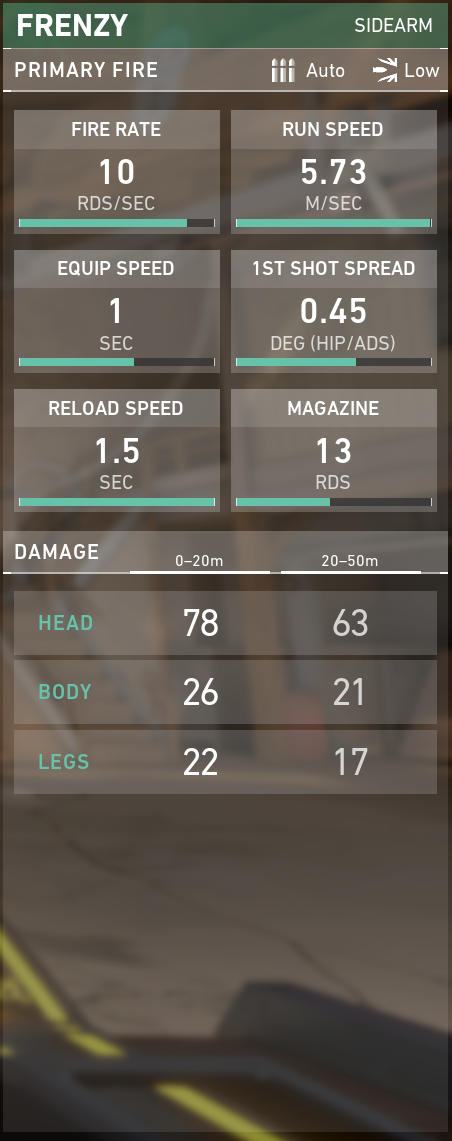 FRENZY SIDEARM
PRIMARY FIRE Auto Low
FIRE RATE RUN SPEED
10 5.73
RDS/SEC M/SEC
EQUIP SPEED 1ST SHOT SPREAD
1 0.45
SEC DEG (HIP/ADS)
RELOAD SPEED MAGAZINE
1.5 13
SEC RDS
DAMAGE 0–20m 20–50m
HEAD 78 63
BODY 26 21
LEGS 22 17